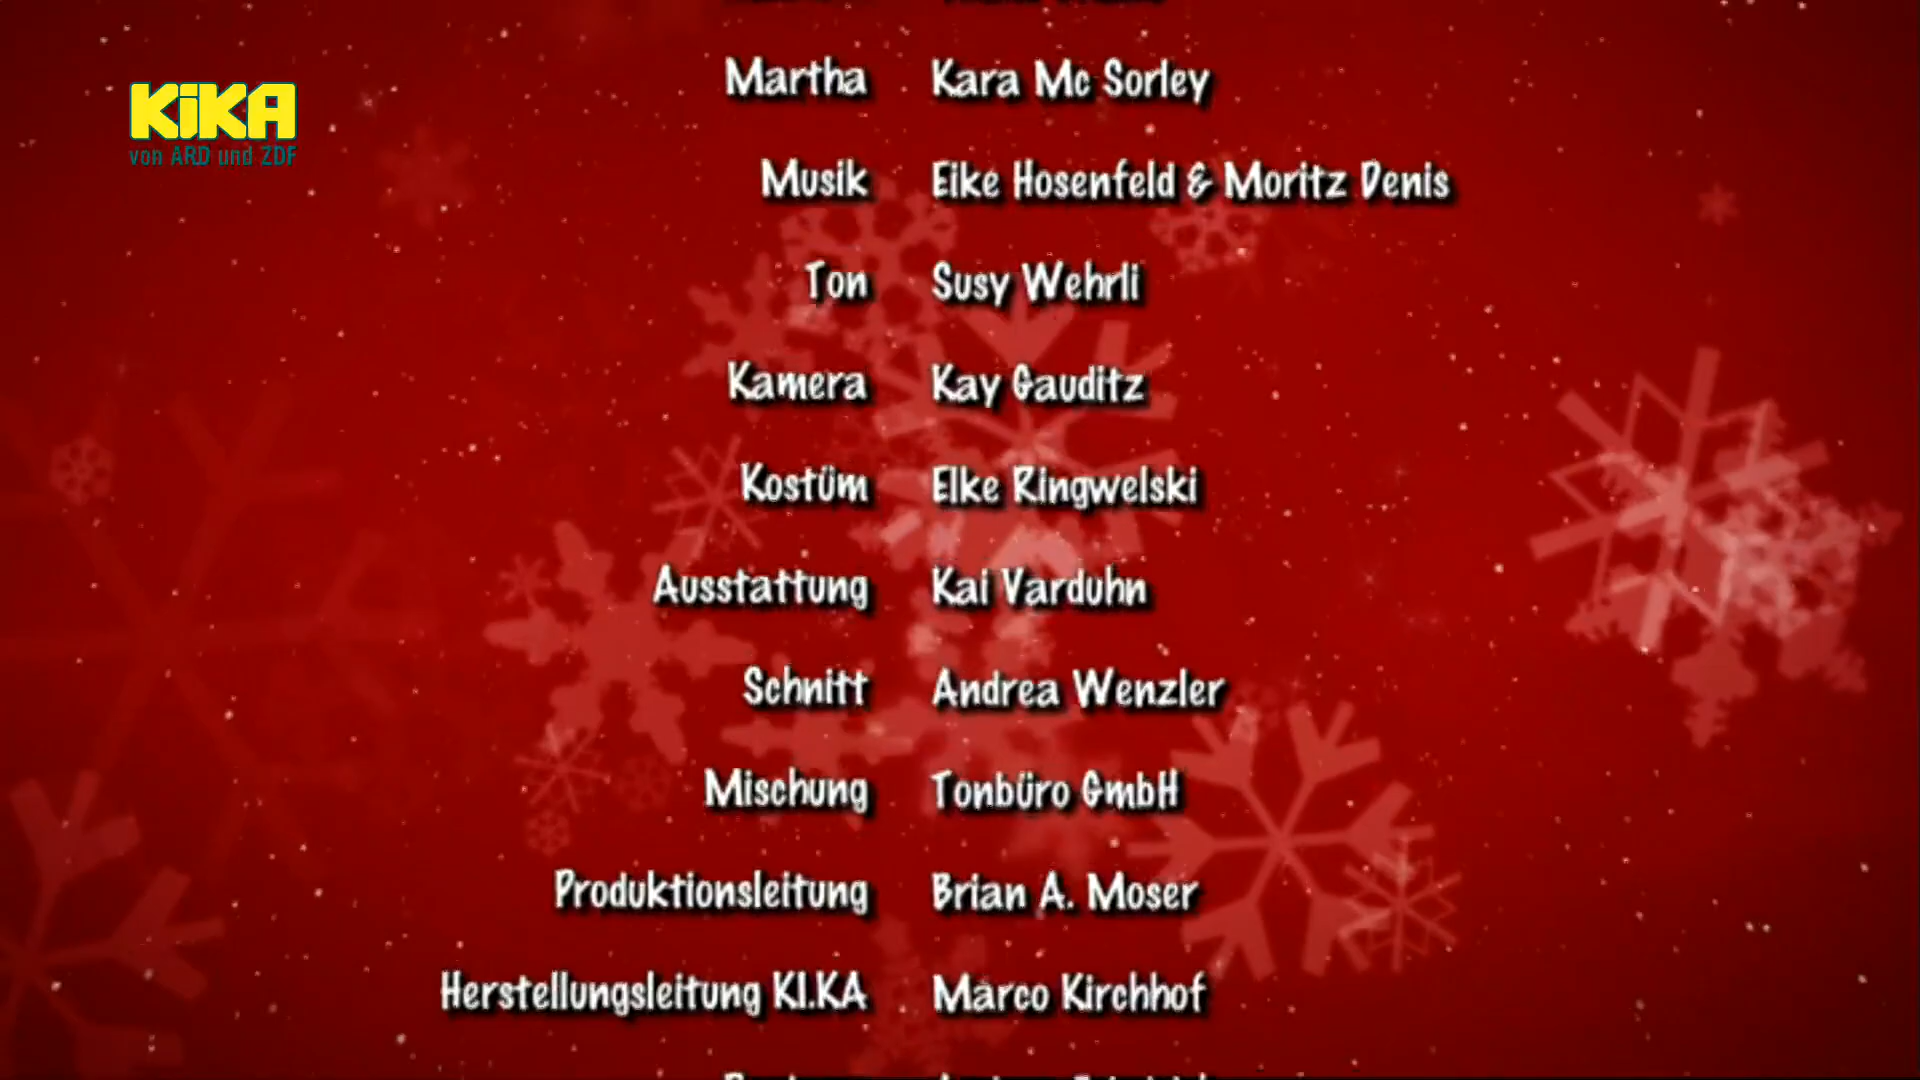 KiKA
von ARD und ZDF
Martha Kara Mc Sorley
Musik Eike Hosenfeld & Moritz Denis
Ton Susy Wehrli
Kamera Kay Gauditz
Kostüm Elke Ringwelski
Ausstattung Kai Varduhn
Schnitt Andrea Wenzler
Mischung Tonbüro GmbH
Produktionsleitung Brian A. Moser
Herstellungsleitung KI.KA Marco Kirchhof